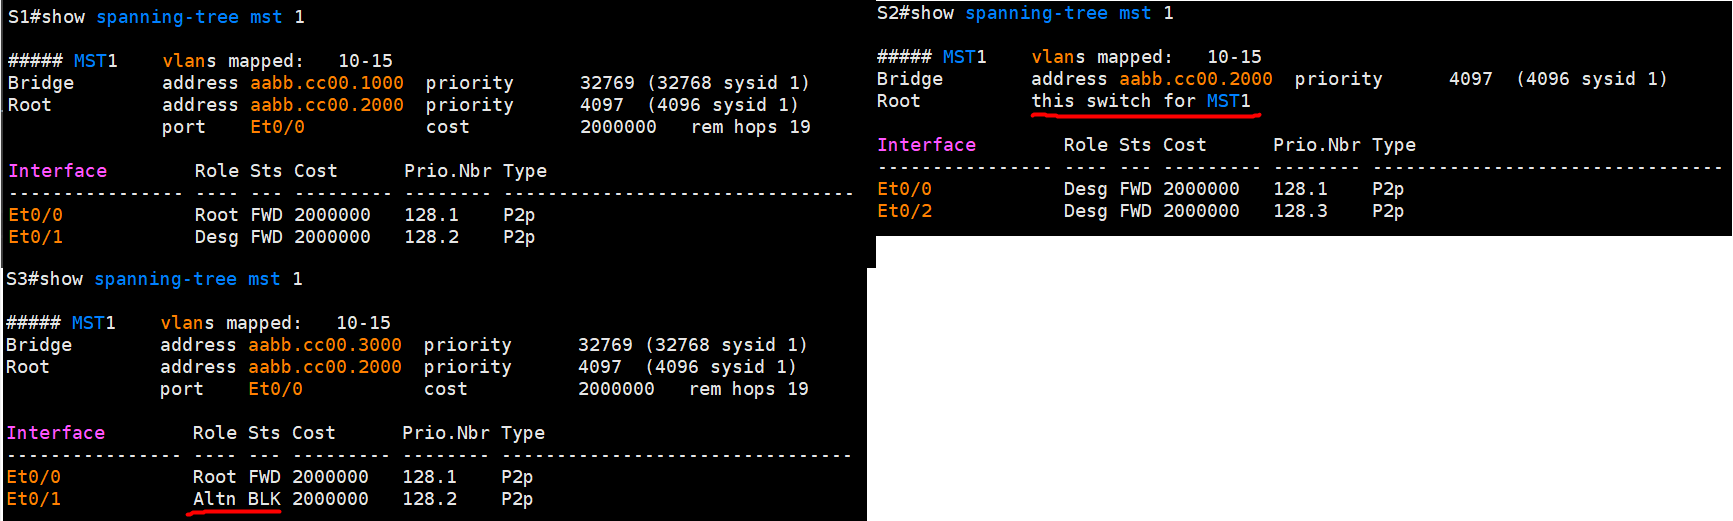 S1#show spanning-tree mst 1
##### MST1    vlans mapped:   10-15
Bridge        address aabb.cc00.1000  priority      32769 (32768 sysid 1)
Root          address aabb.cc00.2000  priority      4097  (4096 sysid 1)
              port    Et0/0           cost          2000000   rem hops 19
Interface        Role Sts Cost      Prio.Nbr Type
---------------- ---- --- --------- -------- --------------------------------
Et0/0            Root FWD 2000000   128.1    P2p
Et0/1            Desg FWD 2000000   128.2    P2p
S2#show spanning-tree mst 1
##### MST1    vlans mapped:   10-15
Bridge        address aabb.cc00.2000  priority      4097  (4096 sysid 1)
Root          this switch for MST1
Interface        Role Sts Cost      Prio.Nbr Type
---------------- ---- --- --------- -------- --------------------------------
Et0/0            Desg FWD 2000000   128.1    P2p
Et0/2            Desg FWD 2000000   128.3    P2p
S3#show spanning-tree mst 1
##### MST1    vlans mapped:   10-15
Bridge        address aabb.cc00.3000  priority      32769 (32768 sysid 1)
Root          address aabb.cc00.2000  priority      4097  (4096 sysid 1)
              port    Et0/0           cost          2000000   rem hops 19
Interface        Role Sts Cost      Prio.Nbr Type
---------------- ---- --- --------- -------- --------------------------------
Et0/0            Root FWD 2000000   128.1    P2p
Et0/1            Altn BLK 2000000   128.2    P2p